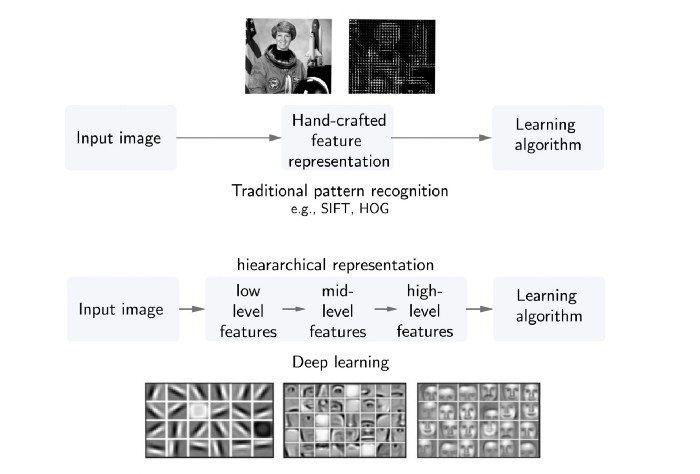 Input image
Hand-crafted
feature
representation
Learning
algorithm
Traditional pattern recognition
e.g., SIFT, HOG
hieararchical representation
Input image
low
level
features
mid-
level
features
high-
level
features
Learning
algorithm
Deep learning